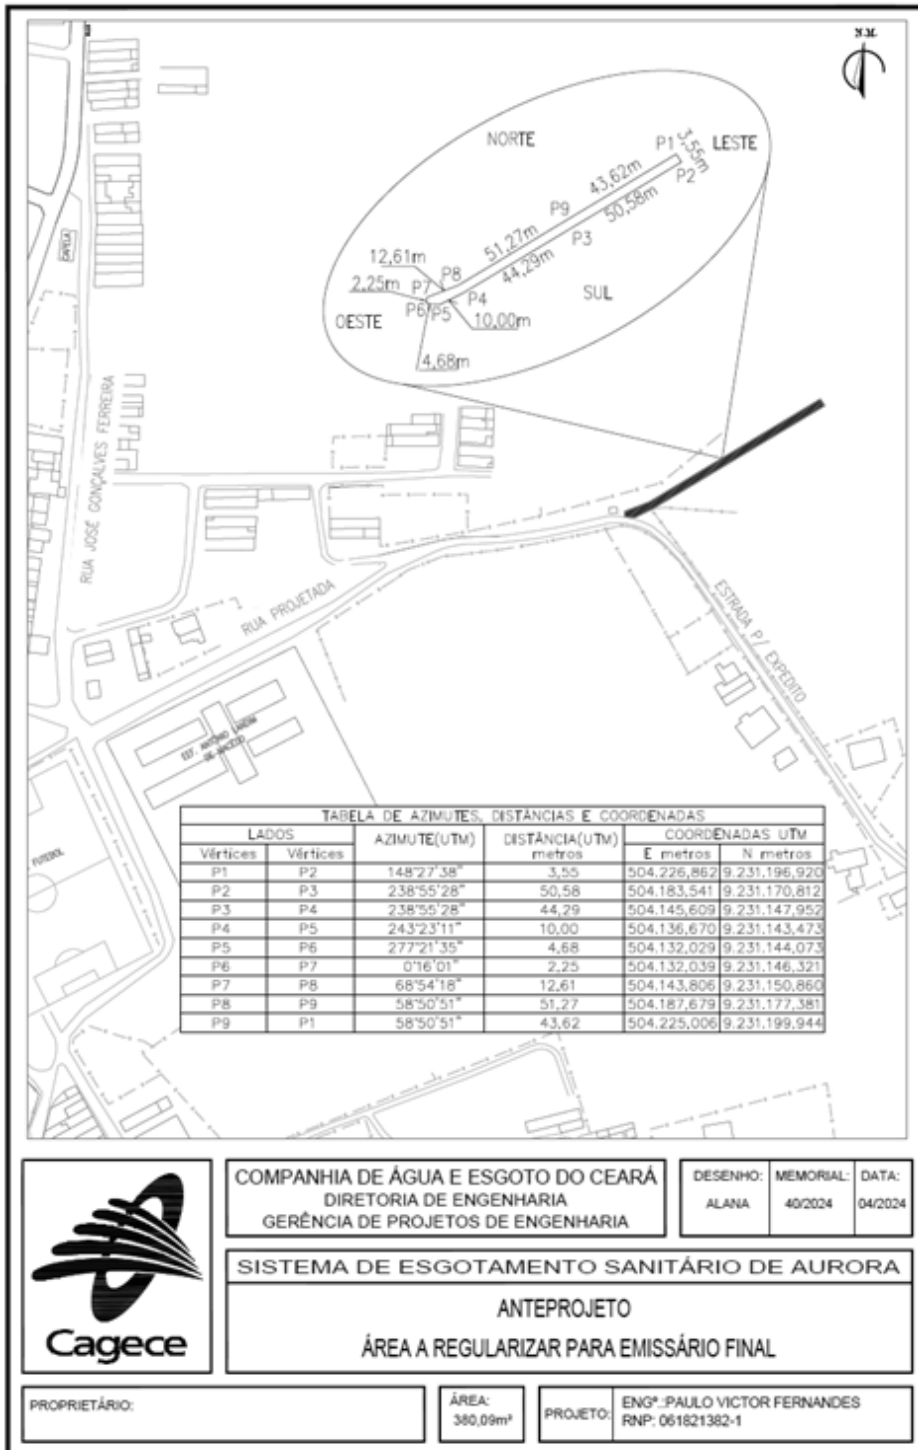 N.M.
NORTE
LESTE
P1
3,55m
P2
43,62m
P9
50,58m
P3
51,27m
44,29m
12,61m
P8
2,25m
P7
SUL
P4
P6
P5
OESTE
10,00m
4,68m
CAPELA
RUA JOSÉ GONÇALVES FERREIRA
RUA PROJETADA
ESTRADA P/ EXPEDITO
EEF. ANTÔNIO LANDIM
DE MACEDO
FUTEBOL
TABELA DE AZIMUTES, DISTÂNCIAS E COORDENADAS
LADOS AZIMUTE(UTM) DISTÂNCIA(UTM) COORDENADAS UTM
Vértices Vértices metros E metros N metros
P1 P2 148°27'38" 3,55 504.226,862 9.231.196,920
P2 P3 238°55'28" 50,58 504.183,541 9.231.170,812
P3 P4 238°55'28" 44,29 504.145,609 9.231.147,952
P4 P5 243°23'11" 10,00 504.136,670 9.231.143,473
P5 P6 277°21'35" 4,68 504.132,029 9.231.144,073
P6 P7 0°16'01" 2,25 504.132,039 9.231.146,321
P7 P8 68°54'18" 12,61 504.143,806 9.231.150,860
P8 P9 58°50'51" 51,27 504.187,679 9.231.177,381
P9 P1 58°50'51" 43,62 504.225,006 9.231.199,944
Cagece
COMPANHIA DE ÁGUA E ESGOTO DO CEARÁ
DIRETORIA DE ENGENHARIA
GERÊNCIA DE PROJETOS DE ENGENHARIA
DESENHO: MEMORIAL: DATA:
ALANA 40/2024 04/2024
SISTEMA DE ESGOTAMENTO SANITÁRIO DE AURORA
ANTEPROJETO
ÁREA A REGULARIZAR PARA EMISSÁRIO FINAL
PROPRIETÁRIO:
ÁREA:
380,09m²
PROJETO:
ENGº.:PAULO VICTOR FERNANDES
RNP: 061821382-1